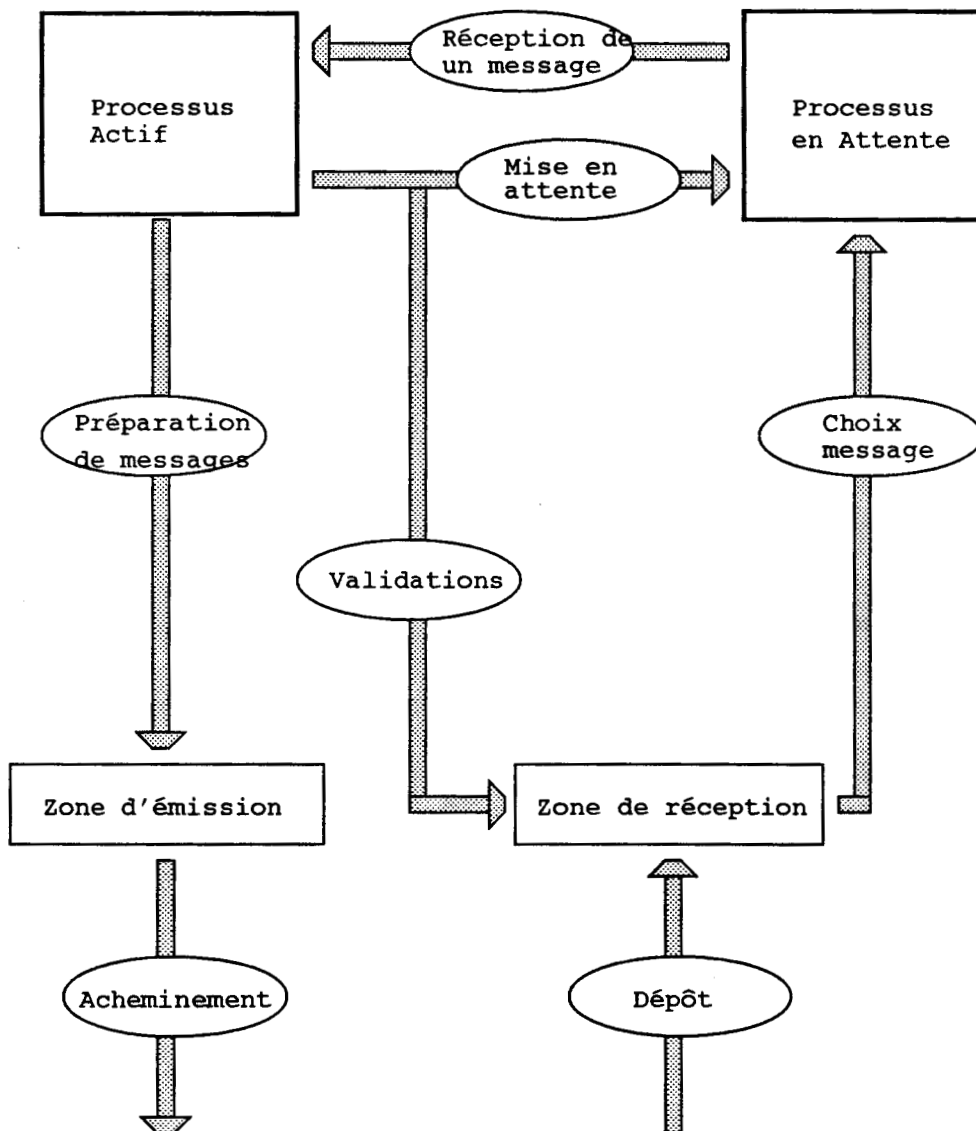 Réception de
un message
Processus
Actif
Processus
en Attente
Mise en
attente
Préparation
de messages
Choix
message
Validations
Zone d'émission
Zone de réception
Acheminement
Dépôt